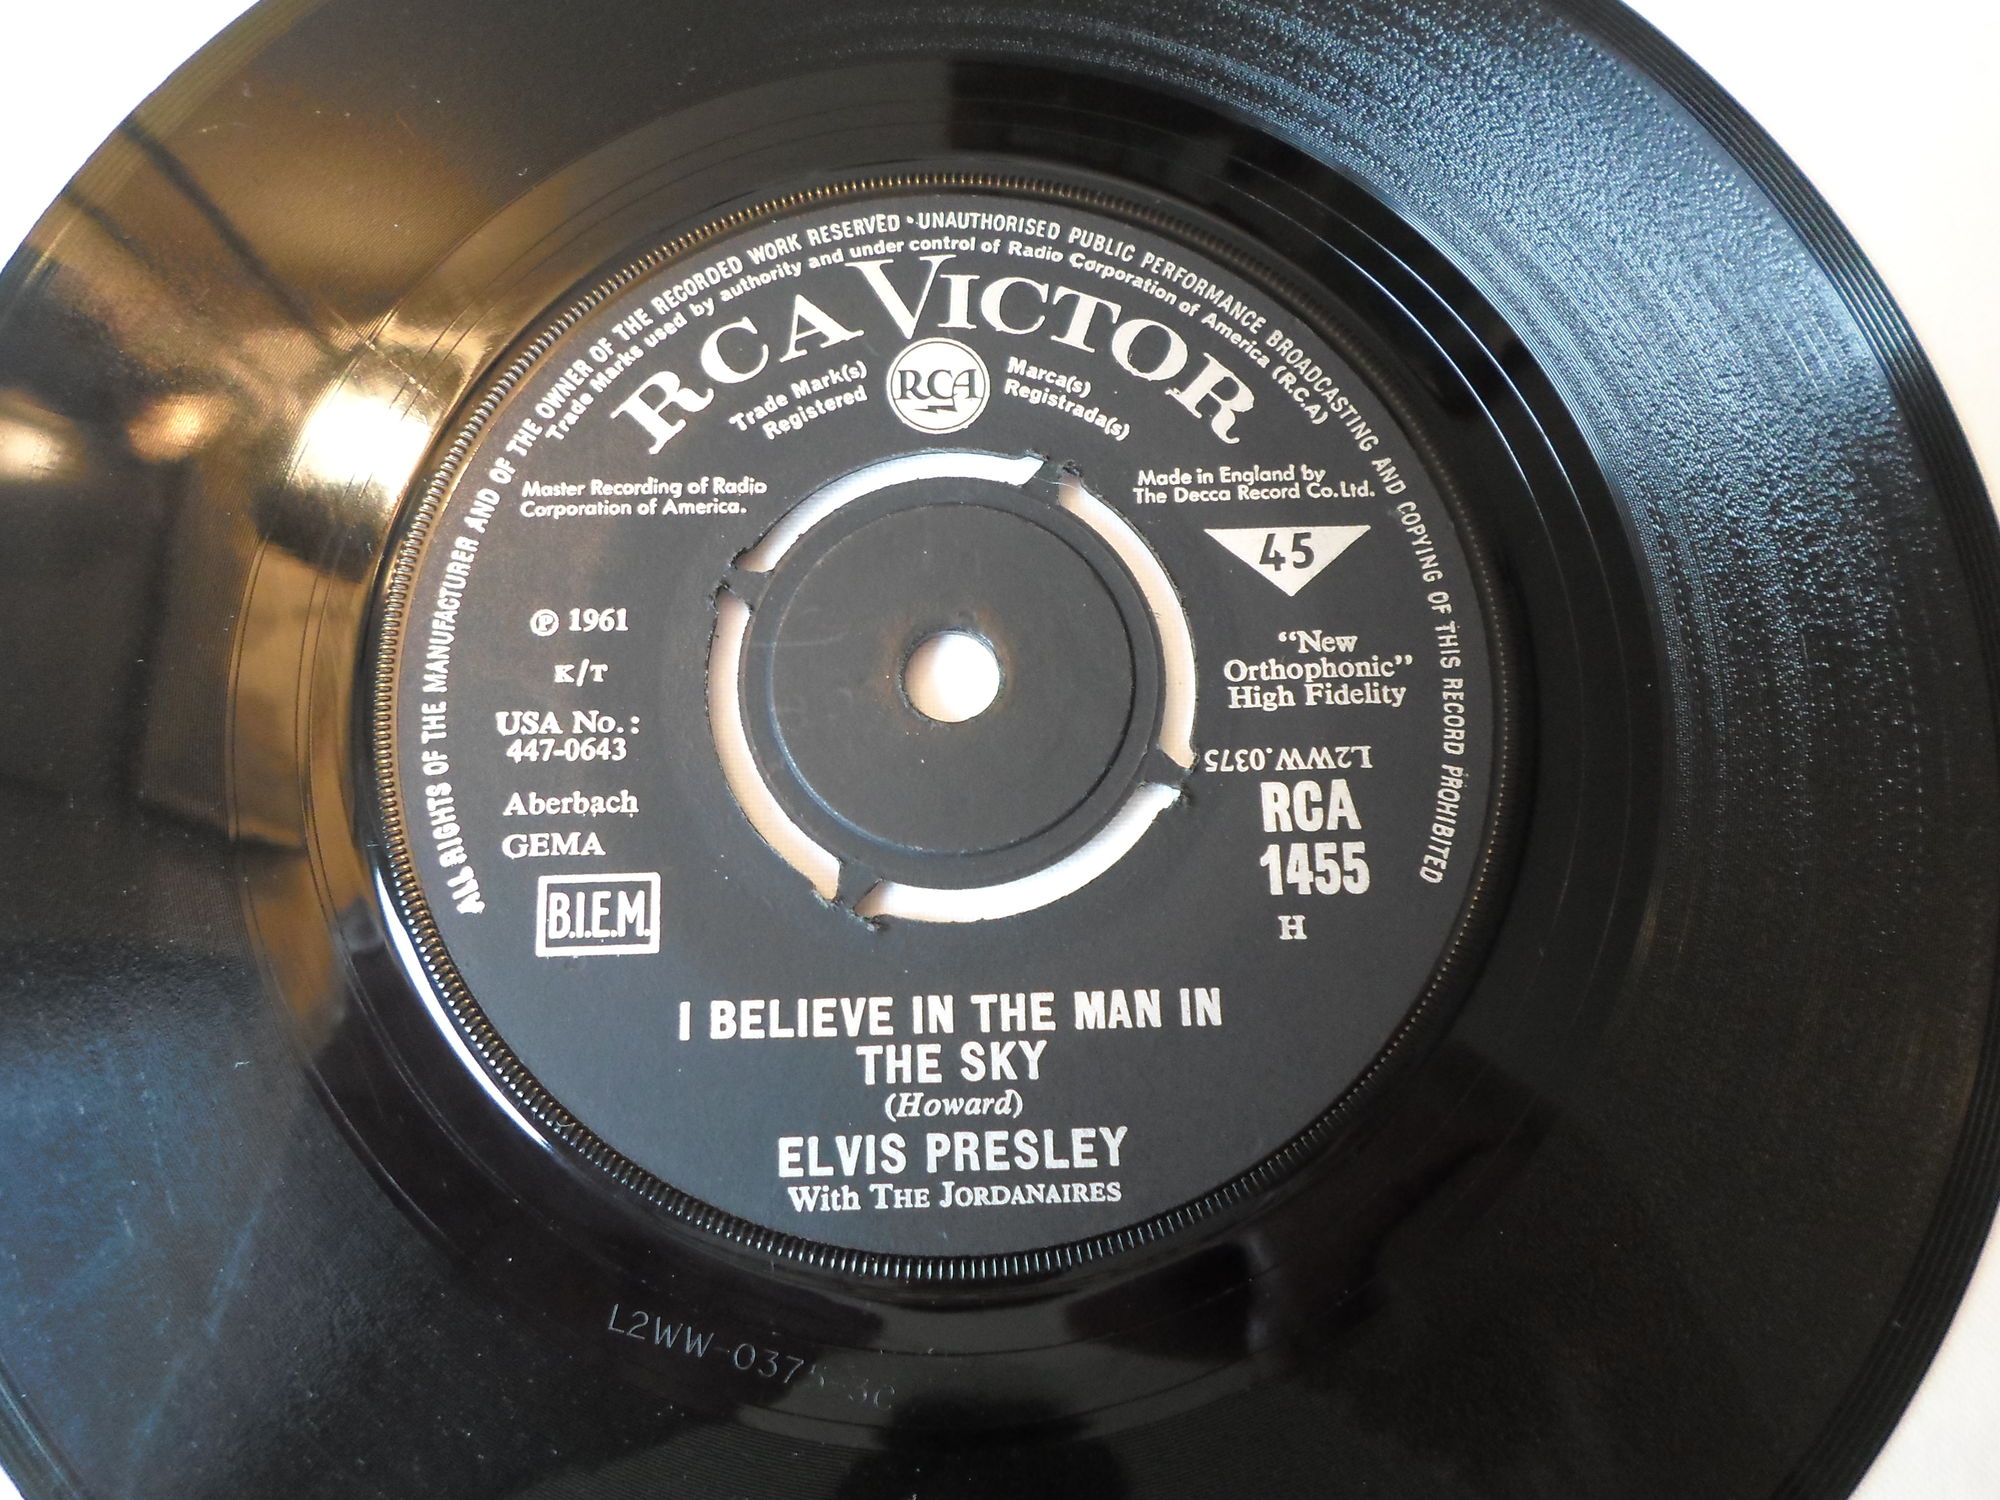 ALL RIGHTS OF THE MANUFACTURER AND OF THE OWNER OF THE RECORDED WORK RESERVED · UNAUTHORISED PUBLIC PERFORMANCE BROADCASTING AND COPYING OF THIS RECORD PROHIBITED
Trade Marks used by authority and under control of Radio Corporation of America (R.C.A)
RCA VICTOR
Trade Mark(s)
Registered
RCA
Marca(s)
Registrada(s)
Master Recording of Radio
Corporation of America.
Made in England by
The Decca Record Co. Ltd.
45
℗ 1961
K/T
USA No.:
447-0643
Aberbach
GEMA
B.I.E.M.
“New
Orthophonic”
High Fidelity
L2WW.0375
RCA
1455
H
I BELIEVE IN THE MAN IN
THE SKY
(Howard)
ELVIS PRESLEY
With THE JORDANAIRES
L2WW-0375-3C